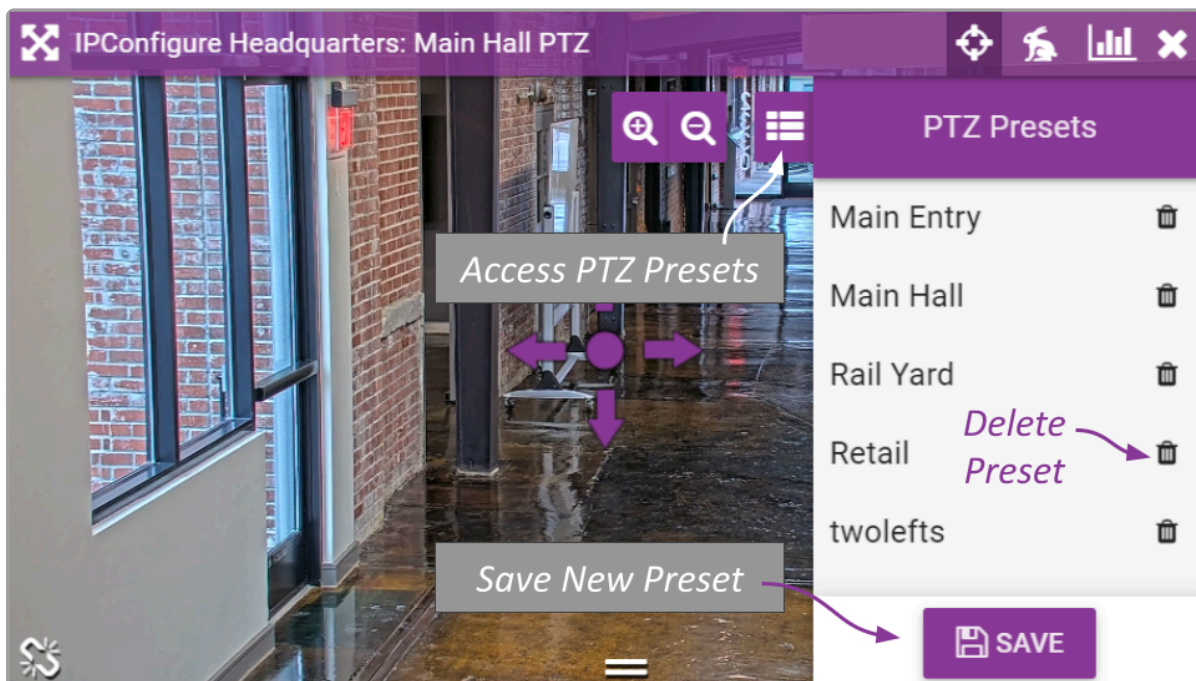 IPConfigure Headquarters: Main Hall PTZ
PTZ Presets
Main Entry
Access PTZ Presets
Main Hall
Rail Yard
Delete
Preset
Retail
twolefts
Save New Preset
SAVE